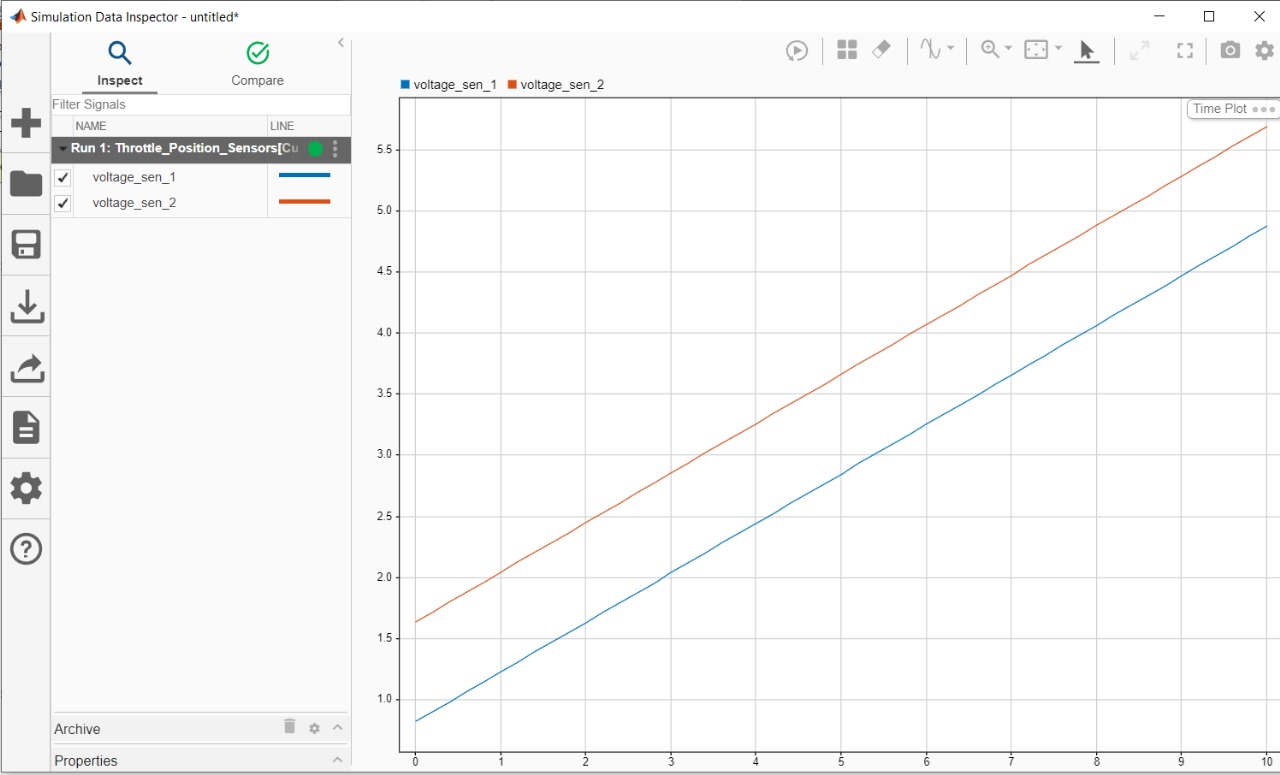 Simulation Data Inspector - untitled*
Inspect
Compare
Filter Signals
NAME
LINE
Run 1: Throttle_Position_Sensors[Cu
voltage_sen_1
voltage_sen_2
Archive
Properties
voltage_sen_1 voltage_sen_2
Time Plot
5.5
5.0
4.5
4.0
3.5
3.0
2.5
2.0
1.5
1.0
0 1 2 3 4 5 6 7 8 9 10